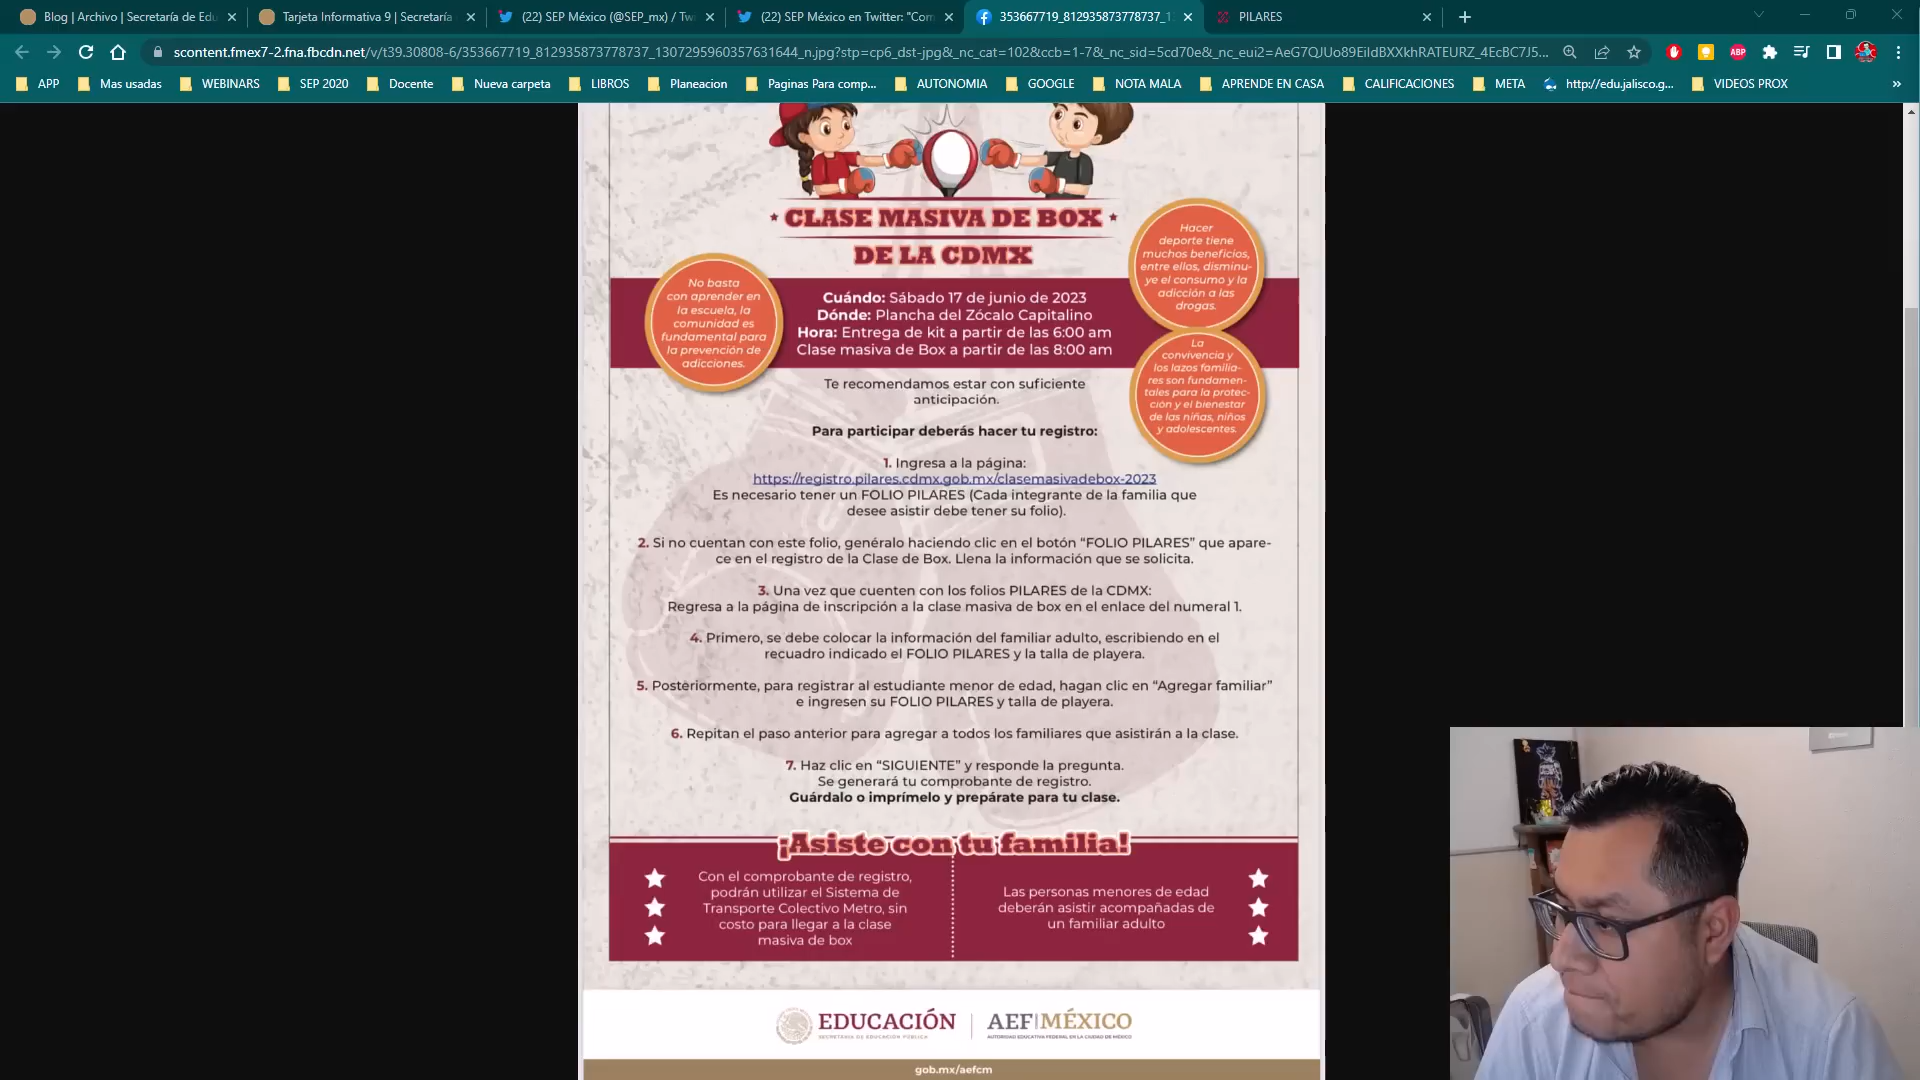 Blog | Archivo | Secretaría de Edu
Tarjeta Informativa 9 | Secretaría
(22) SEP México (@SEP_mx) / Tw
(22) SEP México en Twitter: "Com
353667719_812935873778737_1
PILARES
scontent.fmex7-2.fna.fbcdn.net/v/t39.30808-6/353667719_812935873778737_1307295960357631644_n.jpg?stp=cp6_dst-jpg&_nc_cat=102&ccb=1-7&_nc_sid=5cd70e&_nc_eui2=AeG7QJUo89EiIdBXXkhRATEURZ_4EcBC7J5...
APP
Mas usadas
WEBINARS
SEP 2020
Docente
Nueva carpeta
LIBROS
Planeacion
Paginas Para comp...
AUTONOMIA
GOOGLE
NOTA MALA
APRENDE EN CASA
CALIFICACIONES
META
http://edu.jalisco.g...
VIDEOS PROX
»
CLASE MASIVA DE BOX
DE LA CDMX
Hacer
deporte tiene
muchos beneficios,
entre ellos, disminu-
ye el consumo y la
adicción a las
drogas.
No basta
con aprender en
la escuela, la
comunidad es
fundamental para
la prevención de
adicciones.
Cuándo: Sábado 17 de junio de 2023
Dónde: Plancha del Zócalo Capitalino
Hora: Entrega de kit a partir de las 6:00 am
Clase masiva de Box a partir de las 8:00 am
La
convivencia y
los lazos familia-
res son fundamen-
tales para la protec-
ción y el bienestar
de las niñas, niños
y adolescentes.
Te recomendamos estar con suficiente
anticipación.
Para participar deberás hacer tu registro:
1. Ingresa a la página:
https://registro.pilares.cdmx.gob.mx/clasemasivadebox-2023
Es necesario tener un FOLIO PILARES (Cada integrante de la familia que
desee asistir debe tener su folio).
2. Si no cuentan con este folio, genéralo haciendo clic en el botón “FOLIO PILARES” que apare-
ce en el registro de la Clase de Box. Llena la información que se solicita.
3. Una vez que cuenten con los folios PILARES de la CDMX:
Regresa a la página de inscripción a la clase masiva de box en el enlace del numeral 1.
4. Primero, se debe colocar la información del familiar adulto, escribiendo en el
recuadro indicado el FOLIO PILARES y la talla de playera.
5. Posteriormente, para registrar al estudiante menor de edad, hagan clic en “Agregar familiar”
e ingresen su FOLIO PILARES y talla de playera.
6. Repitan el paso anterior para agregar a todos los familiares que asistirán a la clase.
7. Haz clic en “SIGUIENTE” y responde la pregunta.
Se generará tu comprobante de registro.
Guárdalo o imprímelo y prepárate para tu clase.
¡Asiste con tu familia!
Con el comprobante de registro,
podrán utilizar el Sistema de
Transporte Colectivo Metro, sin
costo para llegar a la clase
masiva de box
Las personas menores de edad
deberán asistir acompañadas de
un familiar adulto
EDUCACIÓN
SECRETARÍA DE EDUCACIÓN PÚBLICA
AEF|MÉXICO
AUTORIDAD EDUCATIVA FEDERAL EN LA CIUDAD DE MÉXICO
gob.mx/aefcm